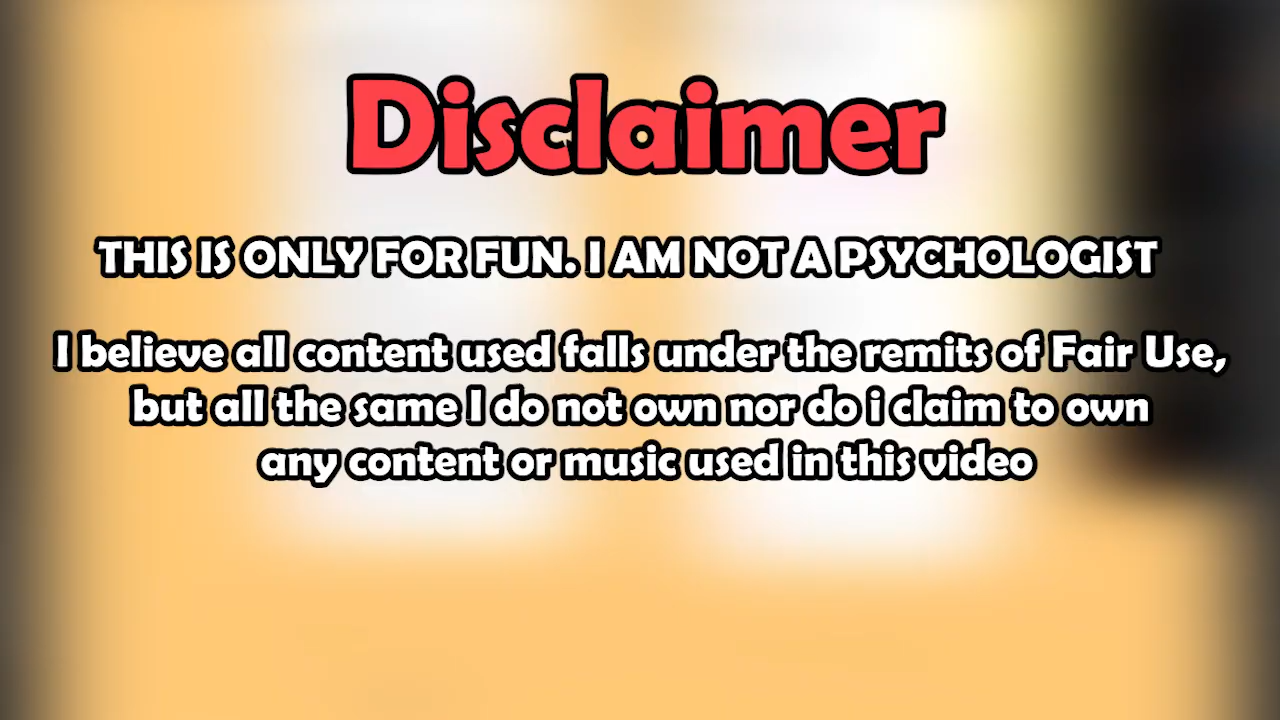 Disclaimer
THIS IS ONLY FOR FUN. I AM NOT A PSYCHOLOGIST
I believe all content used falls under the remits of Fair Use,
but all the same I do not own nor do i claim to own
any content or music used in this video